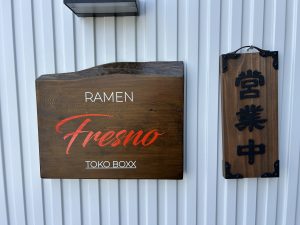 RAMEN
Fresno
TOKO BOXX
営業中